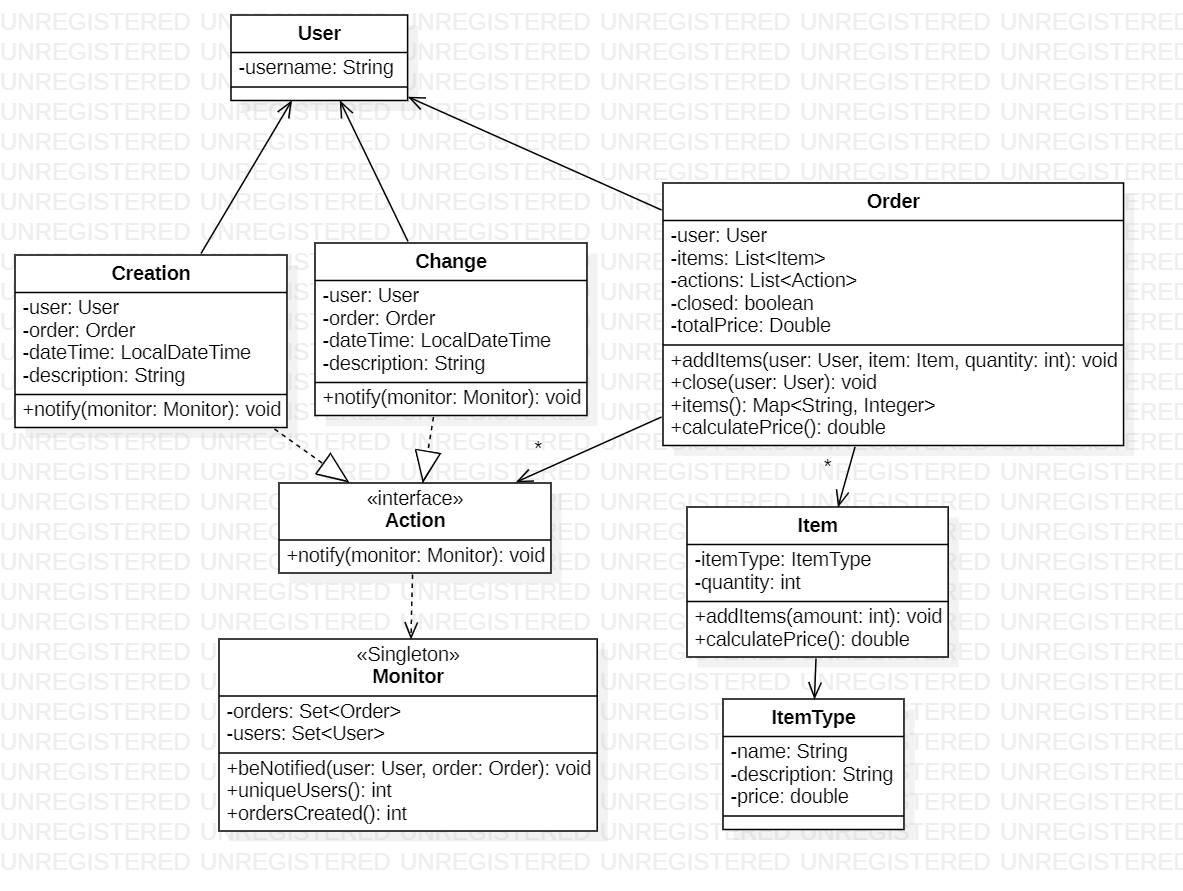 User
-username: String
Creation
-user: User
-order: Order
-dateTime: LocalDateTime
-description: String
+notify(monitor: Monitor): void
Change
-user: User
-order: Order
-dateTime: LocalDateTime
-description: String
+notify(monitor: Monitor): void
Order
-user: User
-items: List<Item>
-actions: List<Action>
-closed: boolean
-totalPrice: Double
+addItems(user: User, item: Item, quantity: int): void
+close(user: User): void
+items(): Map<String, Integer>
+calculatePrice(): double
*
*
«interface»
Action
+notify(monitor: Monitor): void
Item
-itemType: ItemType
-quantity: int
+addItems(amount: int): void
+calculatePrice(): double
«Singleton»
Monitor
-orders: Set<Order>
-users: Set<User>
+beNotified(user: User, order: Order): void
+uniqueUsers(): int
+ordersCreated(): int
ItemType
-name: String
-description: String
-price: double
UNREGISTERED